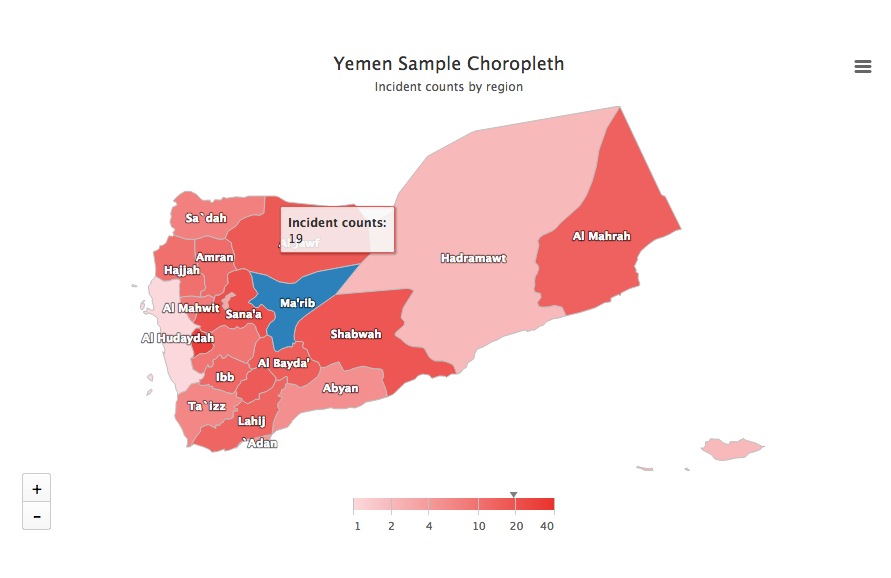 Yemen Sample Choropleth
Incident counts by region
Sa`dah
Incident counts:
19
Al Mahrah
Amran
Hadramawt
Hajjah
Ma'rib
Al Mahwit
Sana'a
Shabwah
Al Hudaydah
Al Bayda'
Ibb
Abyan
Ta`izz
Lahij
`Adan
+
-
1 2 4 10 20 40